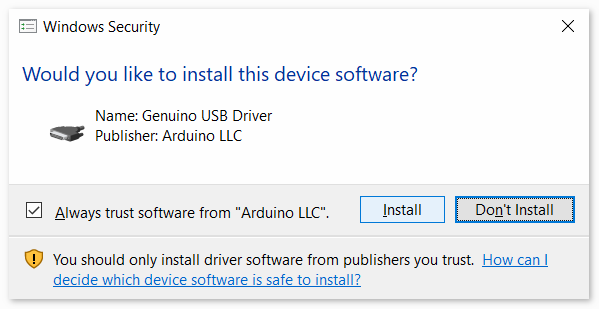 Windows Security
Would you like to install this device software?
Name: Genuino USB Driver
Publisher: Arduino LLC
Always trust software from "Arduino LLC".
Install
Don't Install
You should only install driver software from publishers you trust. How can I
decide which device software is safe to install?